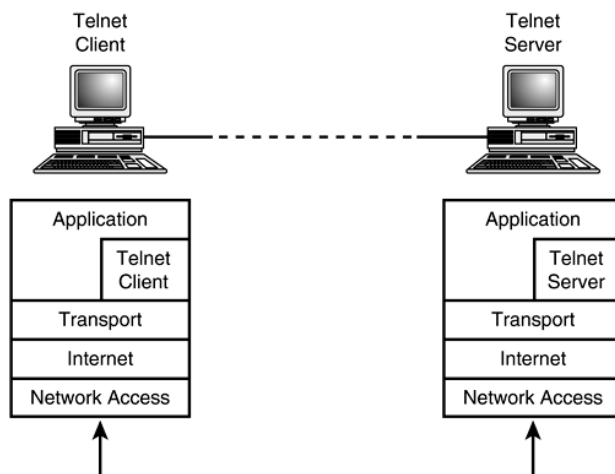 Telnet
Client
Telnet
Server
Application
Telnet
Client
Transport
Internet
Network Access
Application
Telnet
Server
Transport
Internet
Network Access